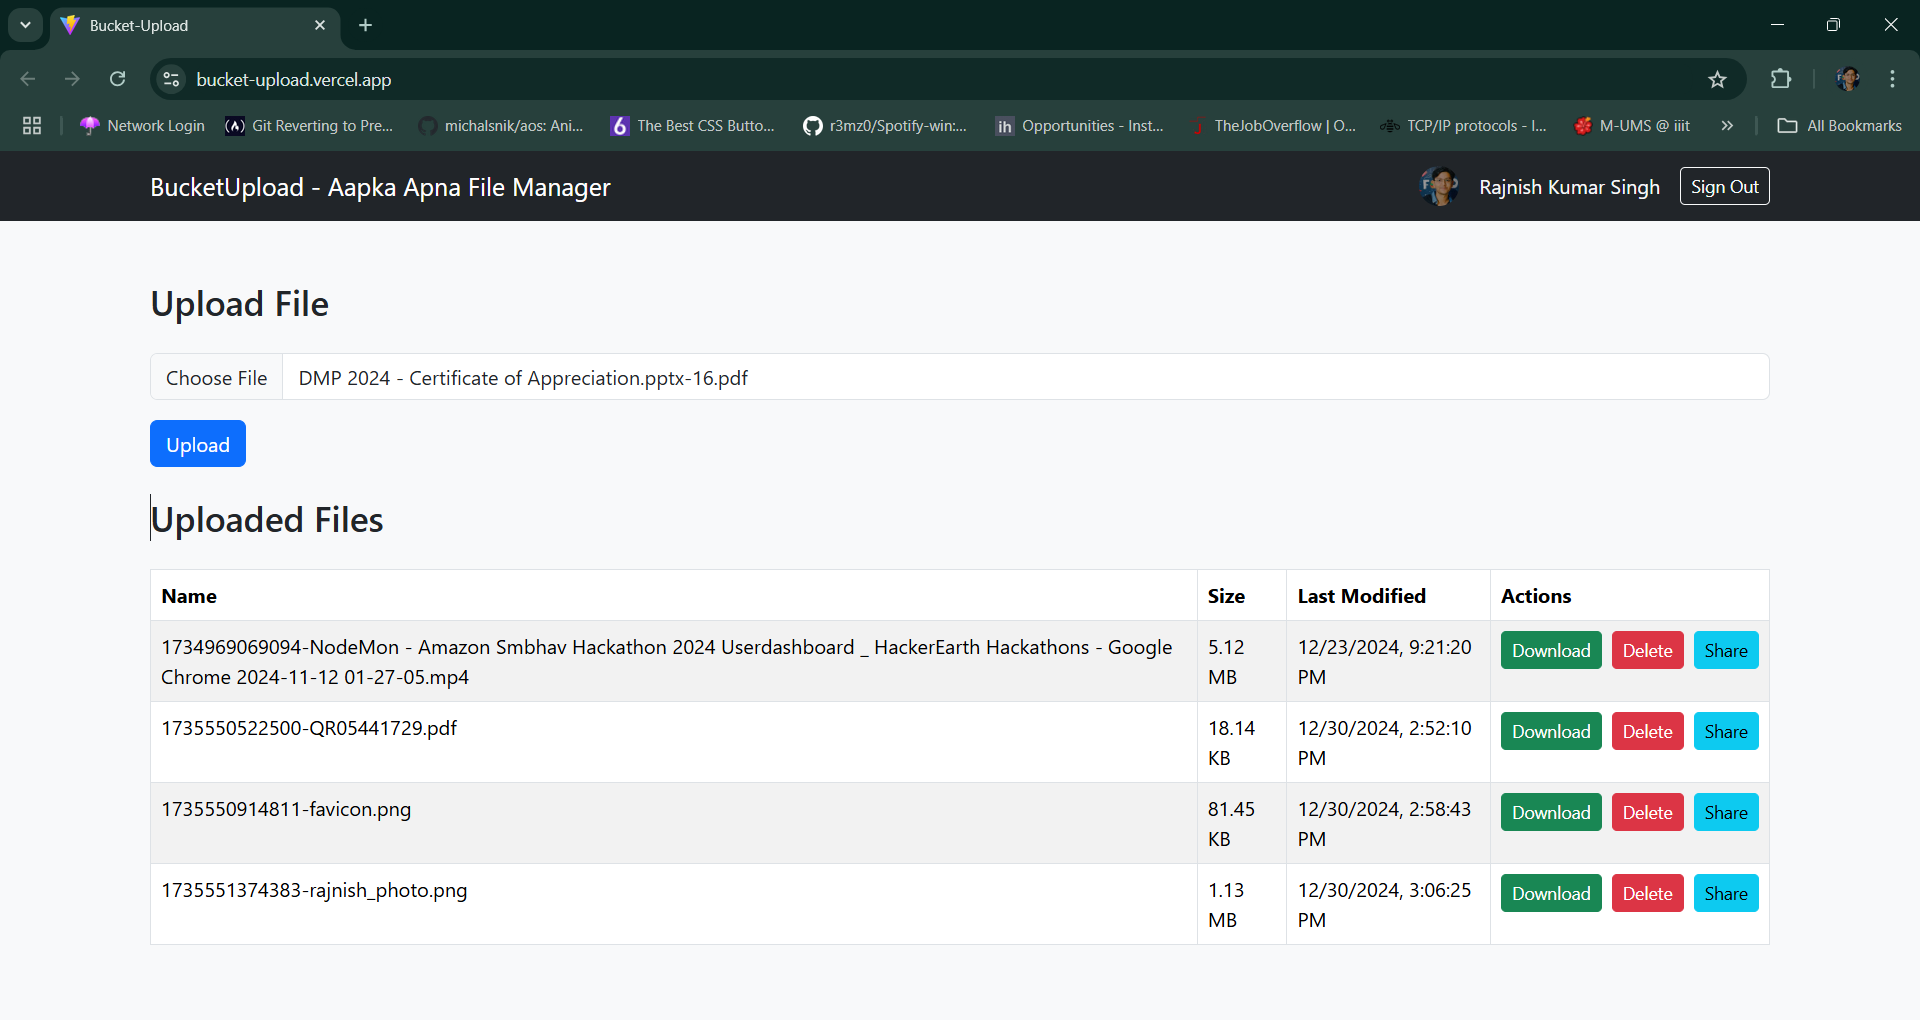 Bucket-Upload
bucket-upload.vercel.app
Network Login
Git Reverting to Pre...
michalsnik/aos: Ani...
6 The Best CSS Butto...
r3mz0/Spotify-win:...
ih Opportunities - Inst...
TheJobOverflow | O...
TCP/IP protocols - I...
M-UMS @ iiit
All Bookmarks
BucketUpload - Aapka Apna File Manager
Rajnish Kumar Singh
Sign Out
Upload File
Choose File
DMP 2024 - Certificate of Appreciation.pptx-16.pdf
Upload
Uploaded Files
Name Size Last Modified Actions
1734969069094-NodeMon - Amazon Smbhav Hackathon 2024 Userdashboard _ HackerEarth Hackathons - Google
Chrome 2024-11-12 01-27-05.mp4
5.12
MB
12/23/2024, 9:21:20
PM
Download Delete Share
1735550522500-QR05441729.pdf
18.14
KB
12/30/2024, 2:52:10
PM
Download Delete Share
1735550914811-favicon.png
81.45
KB
12/30/2024, 2:58:43
PM
Download Delete Share
1735551374383-rajnish_photo.png
1.13
MB
12/30/2024, 3:06:25
PM
Download Delete Share